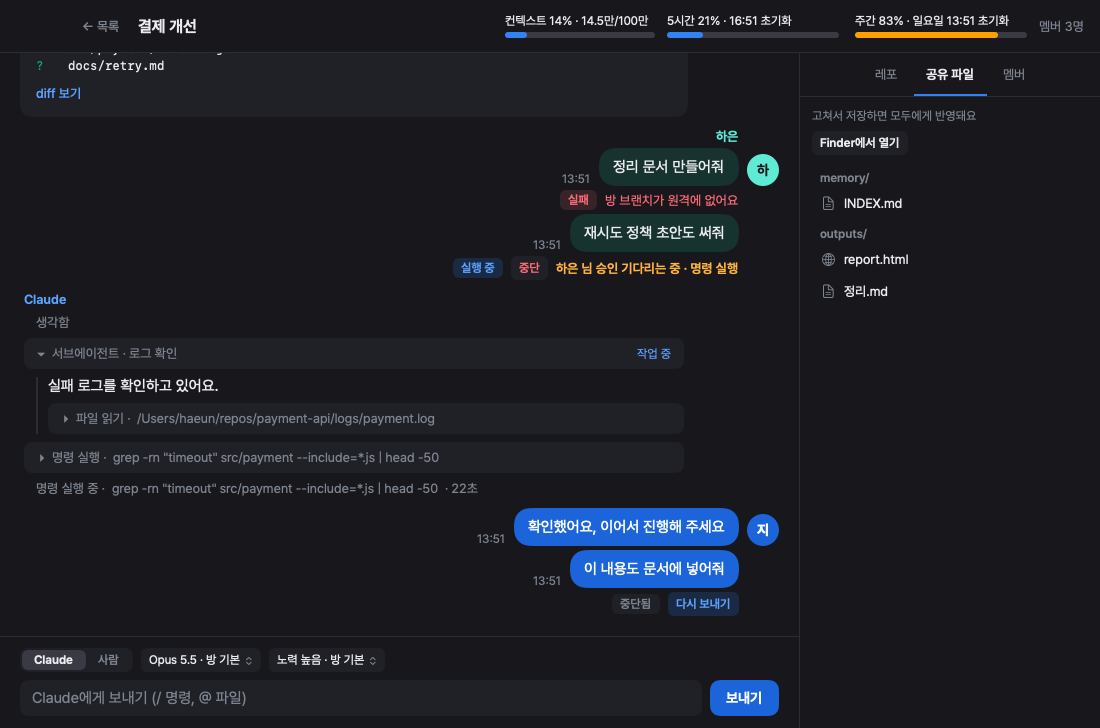 ← 목록
결제 개선
컨텍스트 14% · 14.5만/100만
5시간 21% · 16:51 초기화
주간 83% · 일요일 13:51 초기화
멤버 3명
? docs/retry.md
diff 보기
하은
정리 문서 만들어줘
하
13:51
실패 방 브랜치가 원격에 없어요
재시도 정책 초안도 써줘
13:51
실행 중 중단 하은 님 승인 기다리는 중 · 명령 실행
Claude
생각함
서브에이전트 · 로그 확인
작업 중
실패 로그를 확인하고 있어요.
파일 읽기 · /Users/haeun/repos/payment-api/logs/payment.log
명령 실행 · grep -rn "timeout" src/payment --include=*.js | head -50
명령 실행 중 · grep -rn "timeout" src/payment --include=*.js | head -50 · 22초
확인했어요, 이어서 진행해 주세요
지
13:51
이 내용도 문서에 넣어줘
13:51
중단됨 다시 보내기
Claude 사람 Opus 5.5 · 방 기본 노력 높음 · 방 기본
Claude에게 보내기 (/ 명령, @ 파일)
보내기
레포 공유 파일 멤버
고쳐서 저장하면 모두에게 반영돼요
Finder에서 열기
memory/
INDEX.md
outputs/
report.html
정리.md